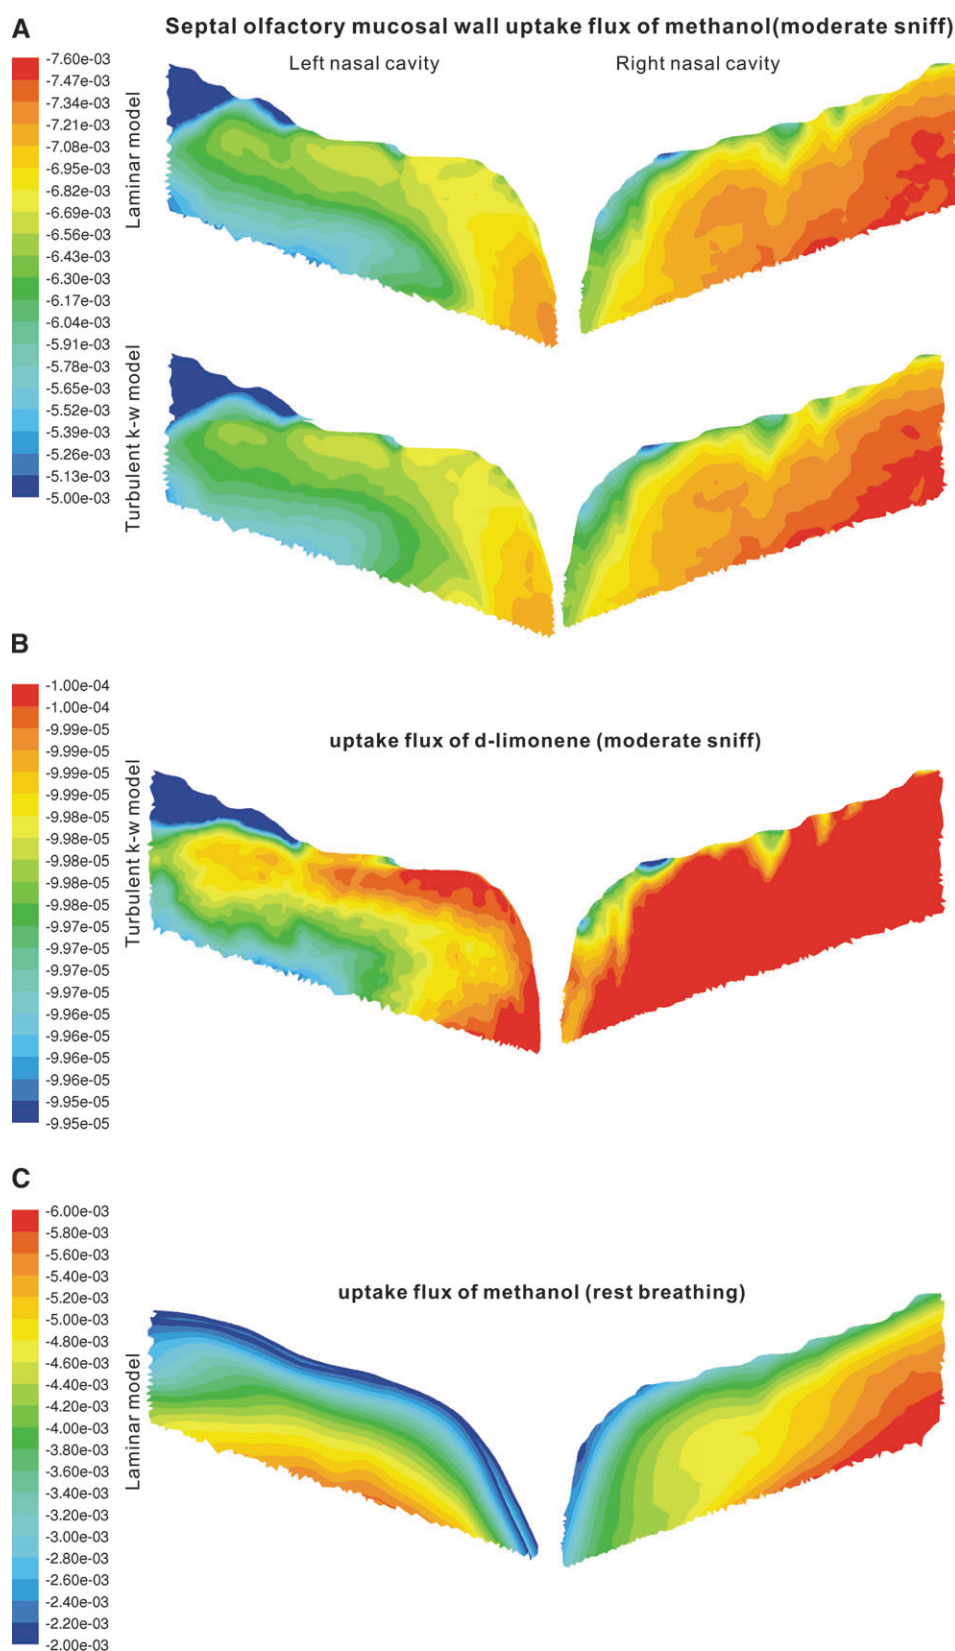 A
Septal olfactory mucosal wall uptake flux of methanol(moderate sniff)
Left nasal cavity
Right nasal cavity
-7.60e-03
-7.47e-03
-7.34e-03
-7.21e-03
-7.08e-03
-6.95e-03
-6.82e-03
-6.69e-03
-6.56e-03
-6.43e-03
-6.30e-03
-6.17e-03
-6.04e-03
-5.91e-03
-5.78e-03
-5.65e-03
-5.52e-03
-5.39e-03
-5.26e-03
-5.13e-03
-5.00e-03
Laminar model
Turbulent k-w model
B
uptake flux of d-limonene (moderate sniff)
-1.00e-04
-1.00e-04
-9.99e-05
-9.99e-05
-9.99e-05
-9.99e-05
-9.98e-05
-9.98e-05
-9.98e-05
-9.98e-05
-9.98e-05
-9.97e-05
-9.97e-05
-9.97e-05
-9.97e-05
-9.96e-05
-9.96e-05
-9.96e-05
-9.96e-05
-9.95e-05
-9.95e-05
Turbulent k-w model
C
uptake flux of methanol (rest breathing)
-6.00e-03
-5.80e-03
-5.60e-03
-5.40e-03
-5.20e-03
-5.00e-03
-4.80e-03
-4.60e-03
-4.40e-03
-4.20e-03
-4.00e-03
-3.80e-03
-3.60e-03
-3.40e-03
-3.20e-03
-3.00e-03
-2.80e-03
-2.60e-03
-2.40e-03
-2.20e-03
-2.00e-03
Laminar model